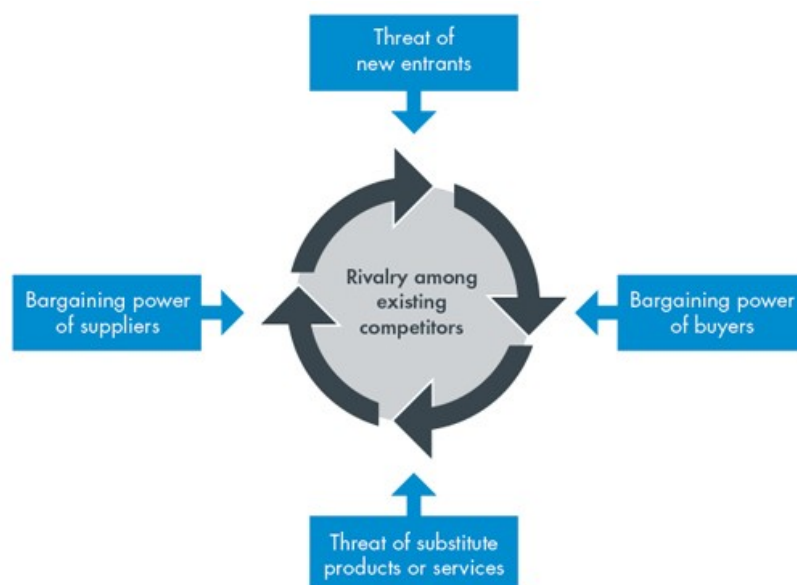 Threat of
new entrants
Bargaining power
of suppliers
Rivalry among
existing
competitors
Bargaining power
of buyers
Threat of substitute
products or services